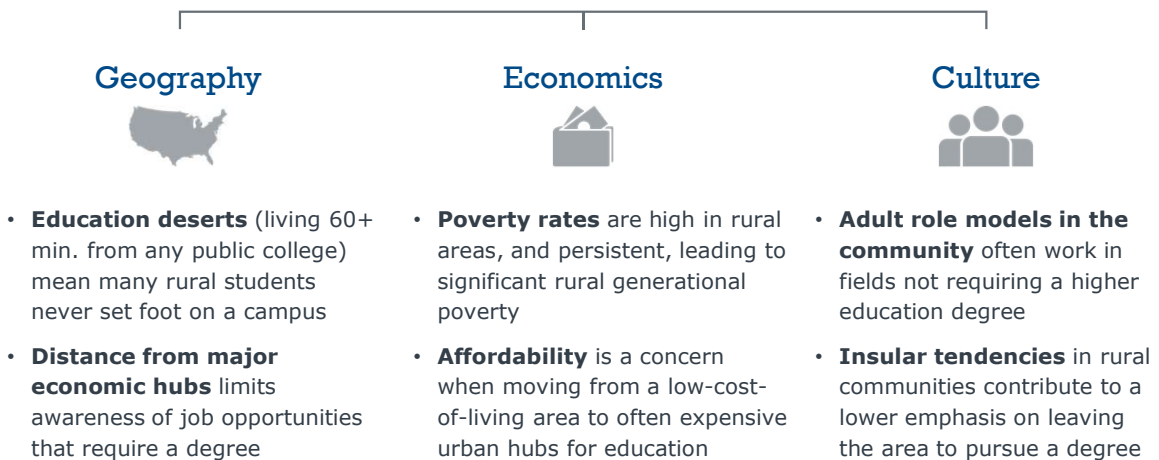 Geography
• Education deserts (living 60+
min. from any public college)
mean many rural students
never set foot on a campus
• Distance from major
economic hubs limits
awareness of job opportunities
that require a degree
Economics
• Poverty rates are high in rural
areas, and persistent, leading to
significant rural generational
poverty
• Affordability is a concern
when moving from a low-cost-
of-living area to often expensive
urban hubs for education
Culture
• Adult role models in the
community often work in
fields not requiring a higher
education degree
• Insular tendencies in rural
communities contribute to a
lower emphasis on leaving
the area to pursue a degree